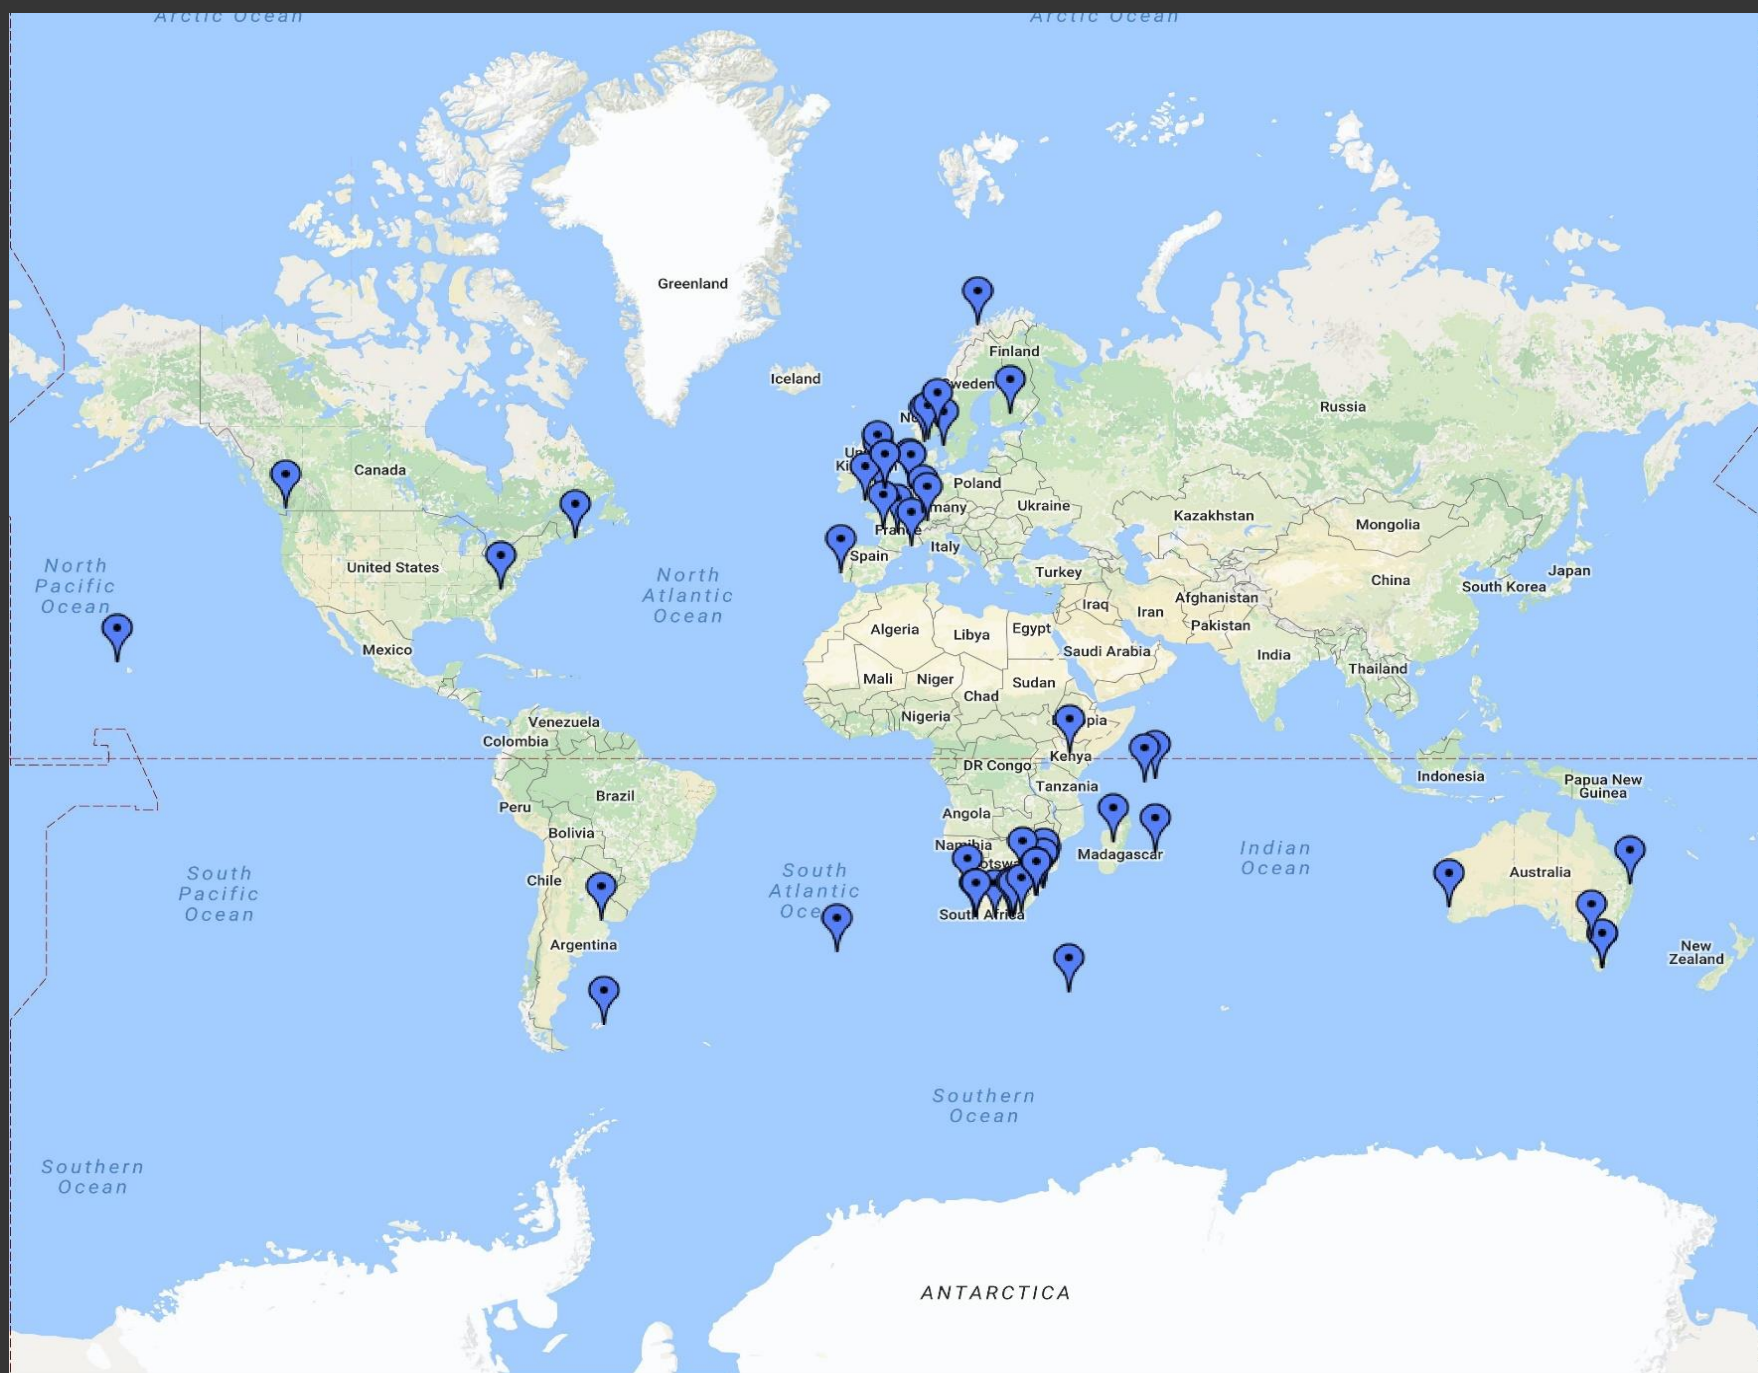 Arctic Ocean
Arctic Ocean
Greenland
Finland
Iceland
Sweden
Russia
Canada
Poland
Ukraine
Kazakhstan
Mongolia
France
Italy
Spain
United States
North
Pacific
Ocean
North
Atlantic
Ocean
Turkey
China
Japan
South Korea
Afghanistan
Iraq
Iran
Pakistan
Algeria
Libya
Egypt
Saudi Arabia
India
Mexico
Thailand
Mali
Niger
Sudan
Chad
Nigeria
Venezuela
Colombia
Kenya
DR Congo
Indonesia
Papua New
Guinea
Tanzania
Brazil
Peru
Angola
Bolivia
Namibia
Madagascar
Indian
Ocean
South
Atlantic
Australia
Chile
South
Pacific
Ocean
South Africa
Argentina
New
Zealand
Southern
Ocean
Southern
Ocean
ANTARCTICA